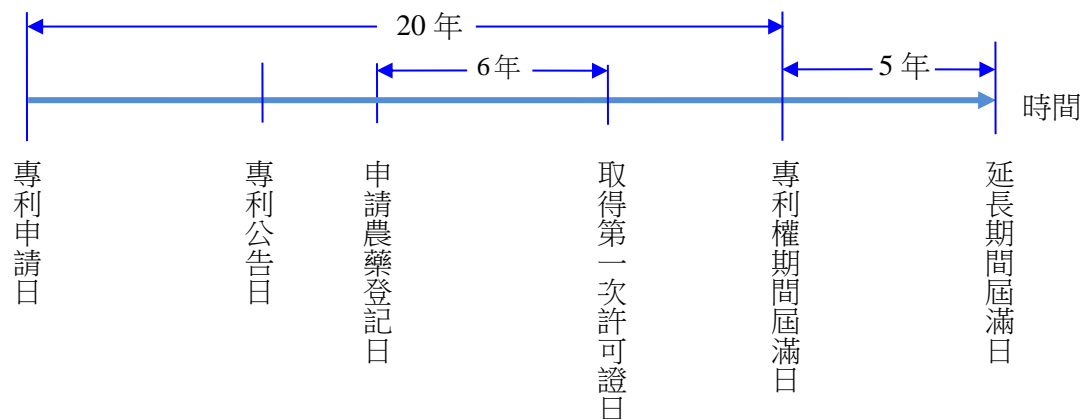 20 年
6 年
5 年
時間
專利申請日
專利公告日
申請農藥登記日
取得第一次許可證日
專利權期間屆滿日
延長期間屆滿日